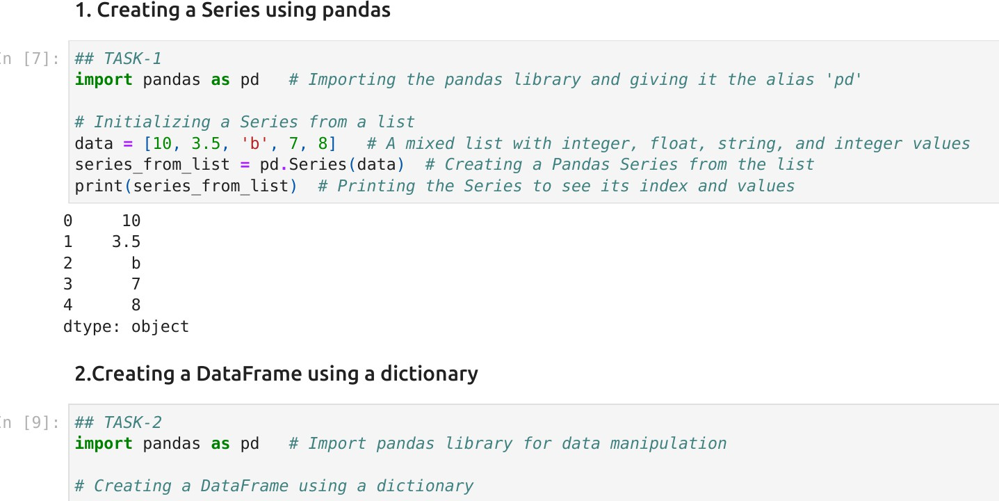 1. Creating a Series using pandas
n [7]:
## TASK-1
import pandas as pd   # Importing the pandas library and giving it the alias 'pd'
# Initializing a Series from a list
data = [10, 3.5, 'b', 7, 8]   # A mixed list with integer, float, string, and integer values
series_from_list = pd.Series(data)  # Creating a Pandas Series from the list
print(series_from_list)  # Printing the Series to see its index and values
0     10
1    3.5
2      b
3      7
4      8
dtype: object
2.Creating a DataFrame using a dictionary
n [9]:
## TASK-2
import pandas as pd   # Import pandas library for data manipulation
# Creating a DataFrame using a dictionary